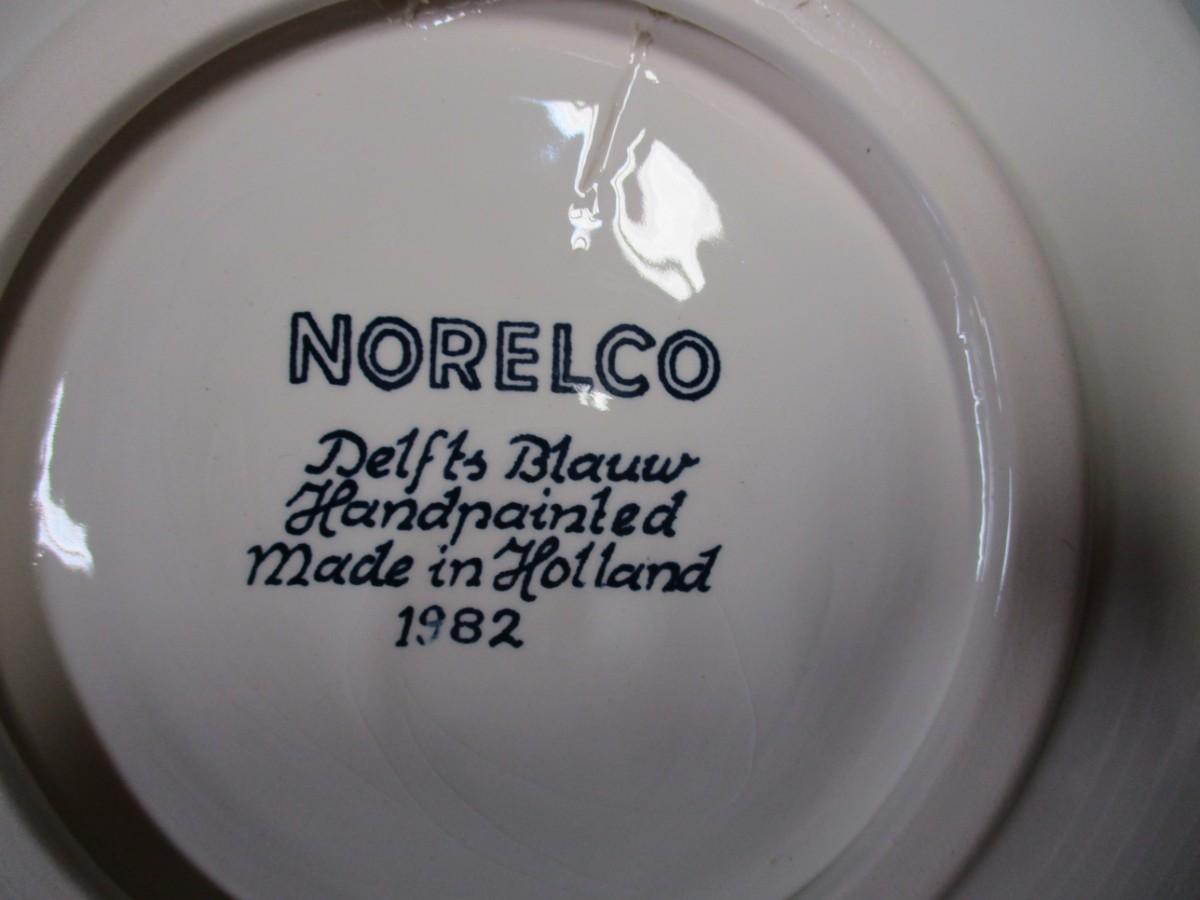 NORELCO
Delfts Blauw
Handpainted
Made in Holland
1982